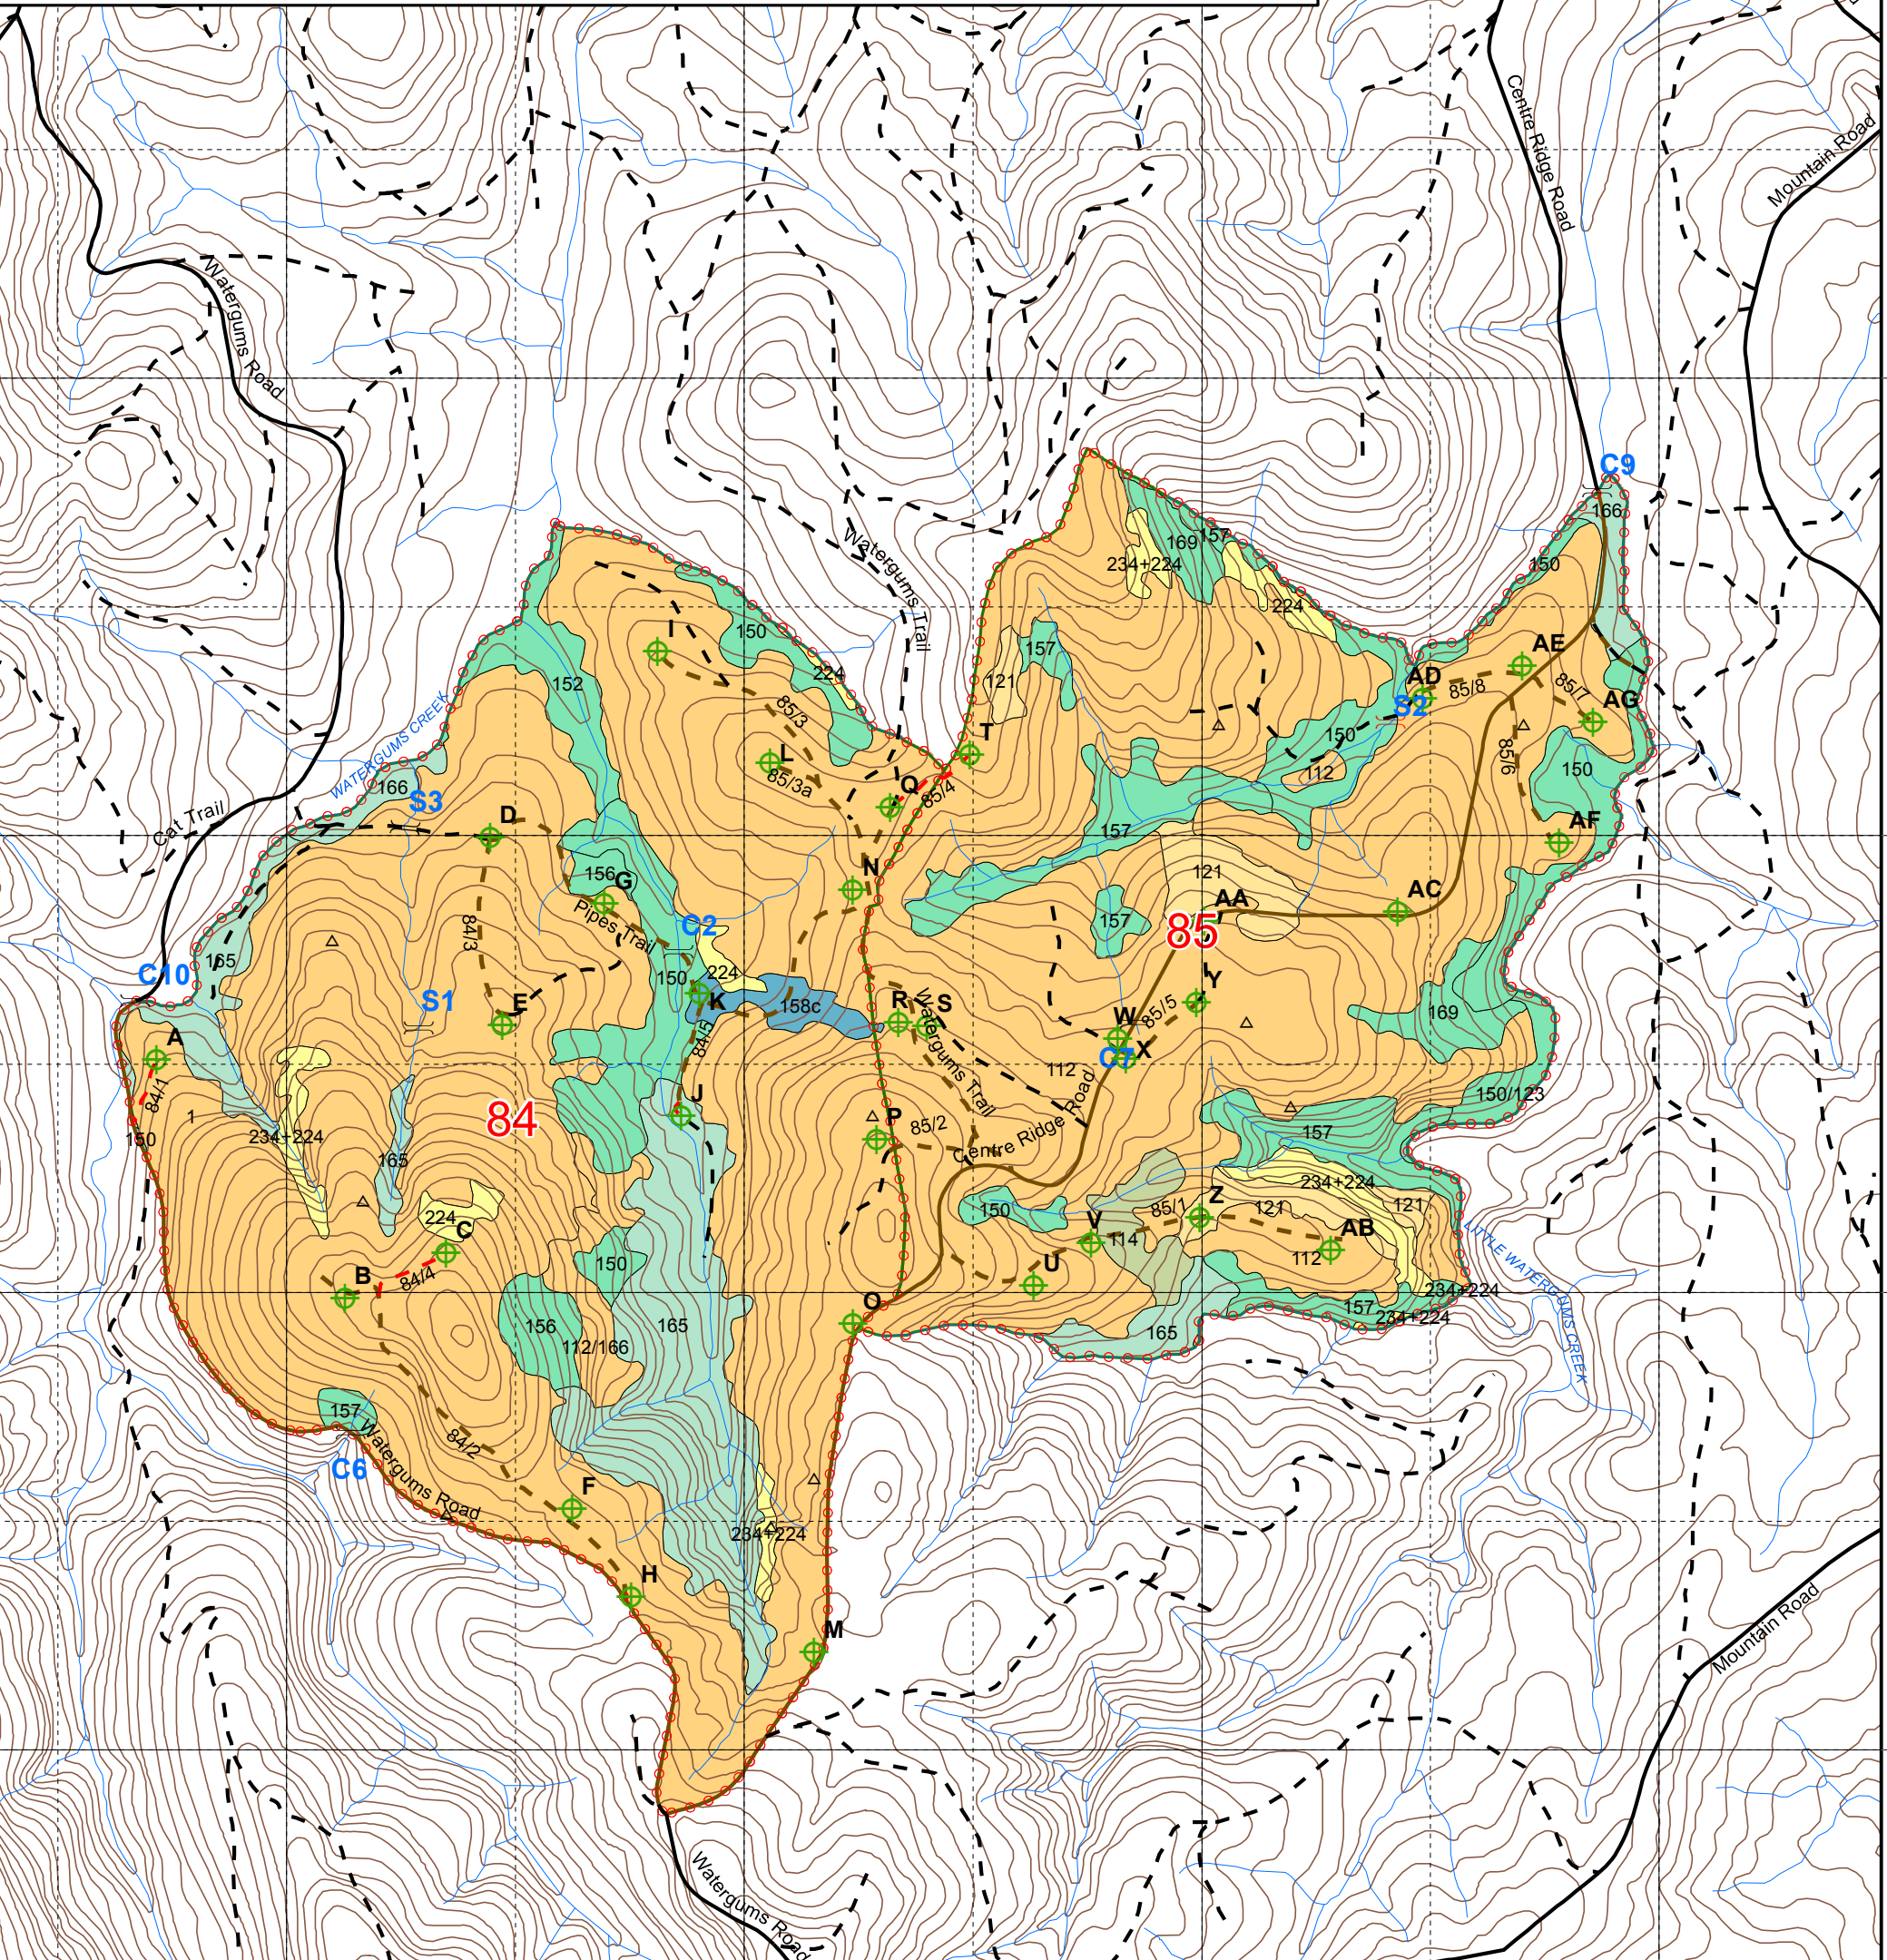 Centre Ridge Road
Mountain Road
Watergums Road
C9
166
169
157
150
234+224
Watergums Trail
224
I
150
157
AE
224
AD
85/8
85/7
152
121
S2
AG
WATERGUMS CREEK
85/3
T
150
85/6
L
112
150
166
85/3a
Q
85/4
S3
Cat Trail
D
157
AF
156
G
N
121
AC
AA
84/3
Pipes Trail
C2
157
85
165
C10
150
224
Y
S1
E
K
158c
R
S
85/5
169
W
A
84/5
Watergums Trail
C7
X
112
84/1
J
150/123
1
84
P
85/2
157
150
234+224
Centre Ridge Road
165
234+224
Z
121
121
224
C
150
V
85/1
AB
114
112
LITTLE WATERGUMS CREEK
150
B
84/4
U
234+224
O
157
234+224
156
165
165
112/166
157
84/2
C6
Watergums Road
F
234+224
H
M
Mountain Road
Watergums Road